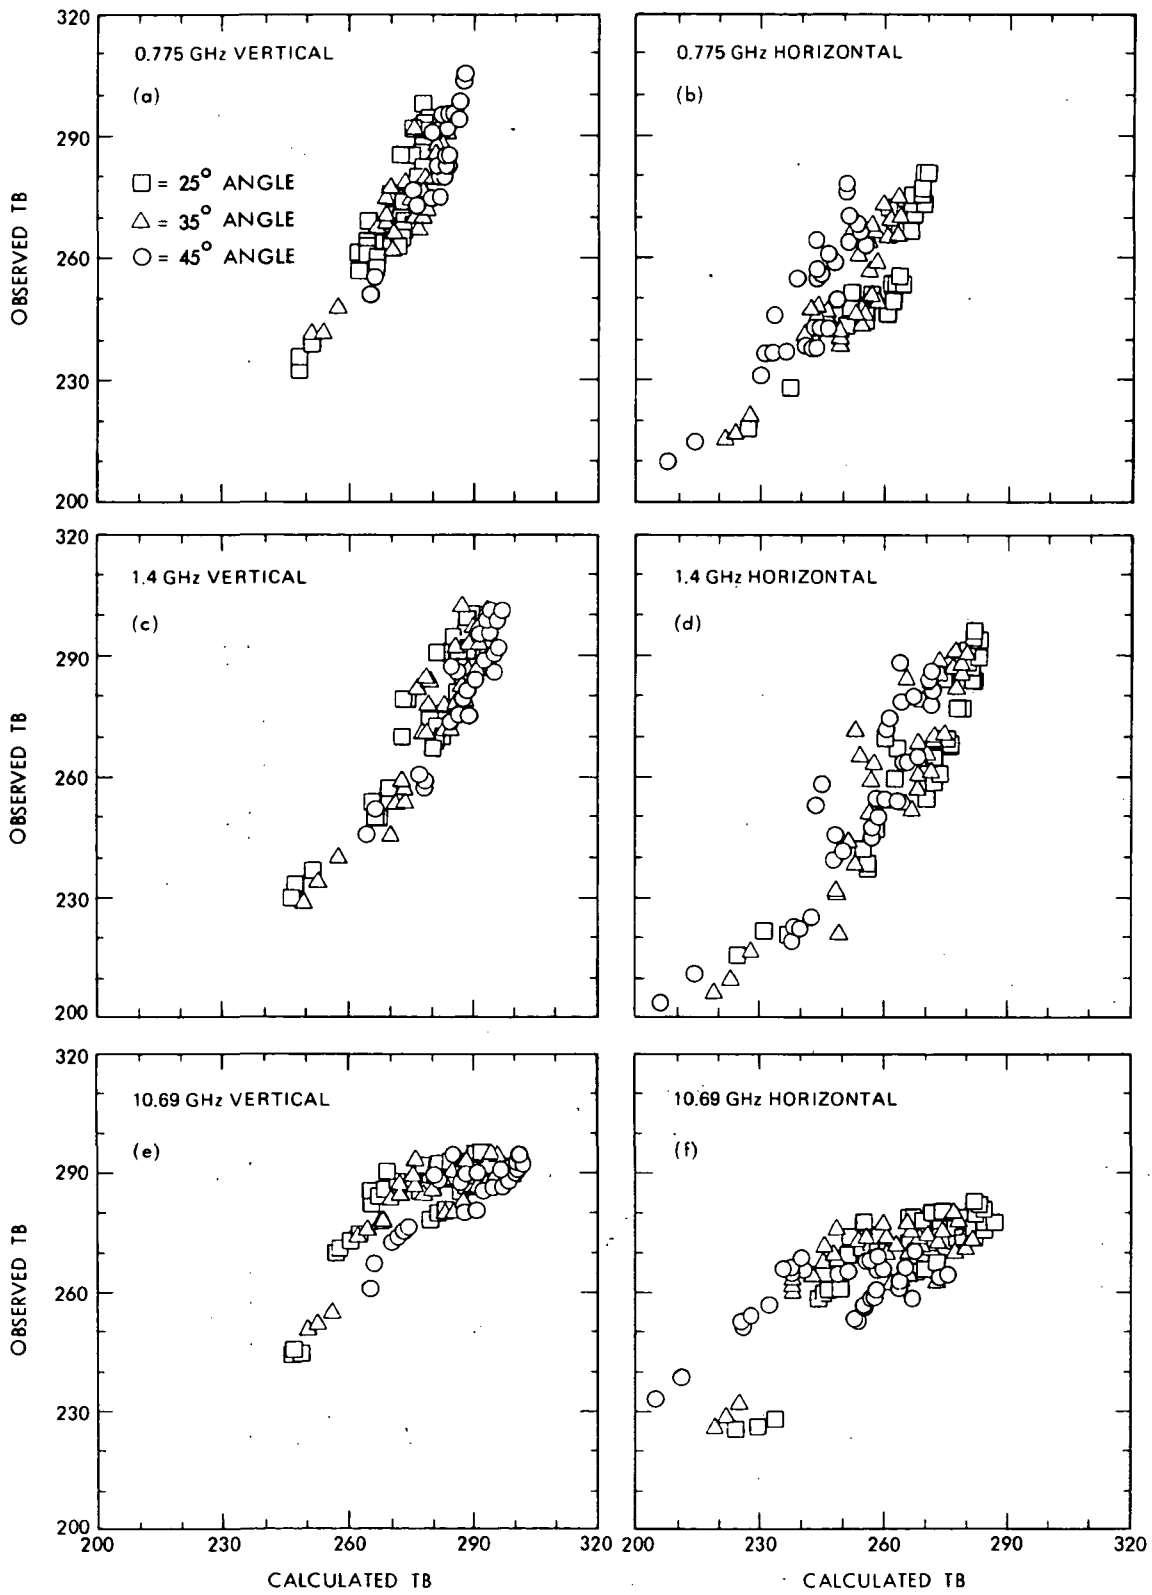 320
290
260
230
200
OBSERVED TB
0.775 GHz VERTICAL
(a)
□ = 25° ANGLE
△ = 35° ANGLE
○ = 45° ANGLE
0.775 GHz HORIZONTAL
(b)
320
290
260
230
200
OBSERVED TB
1.4 GHz VERTICAL
(c)
1.4 GHz HORIZONTAL
(d)
320
290
260
230
200
OBSERVED TB
10.69 GHz VERTICAL
(e)
10.69 GHz HORIZONTAL
(f)
200 230 260 290 320 200 230 260 290 320
CALCULATED TB CALCULATED TB